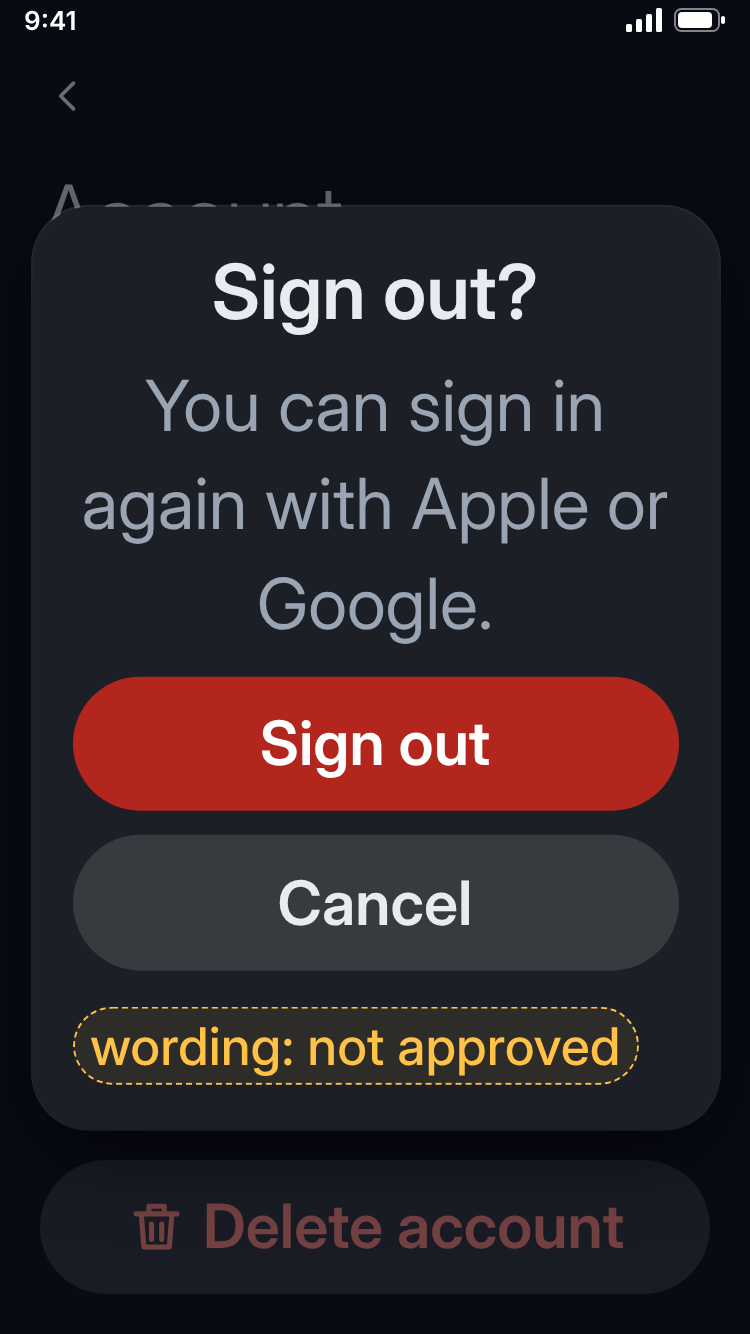 9:41
Account
Sign out?
You can sign in
again with Apple or
Google.
Sign out
Cancel
wording: not approved
Delete account